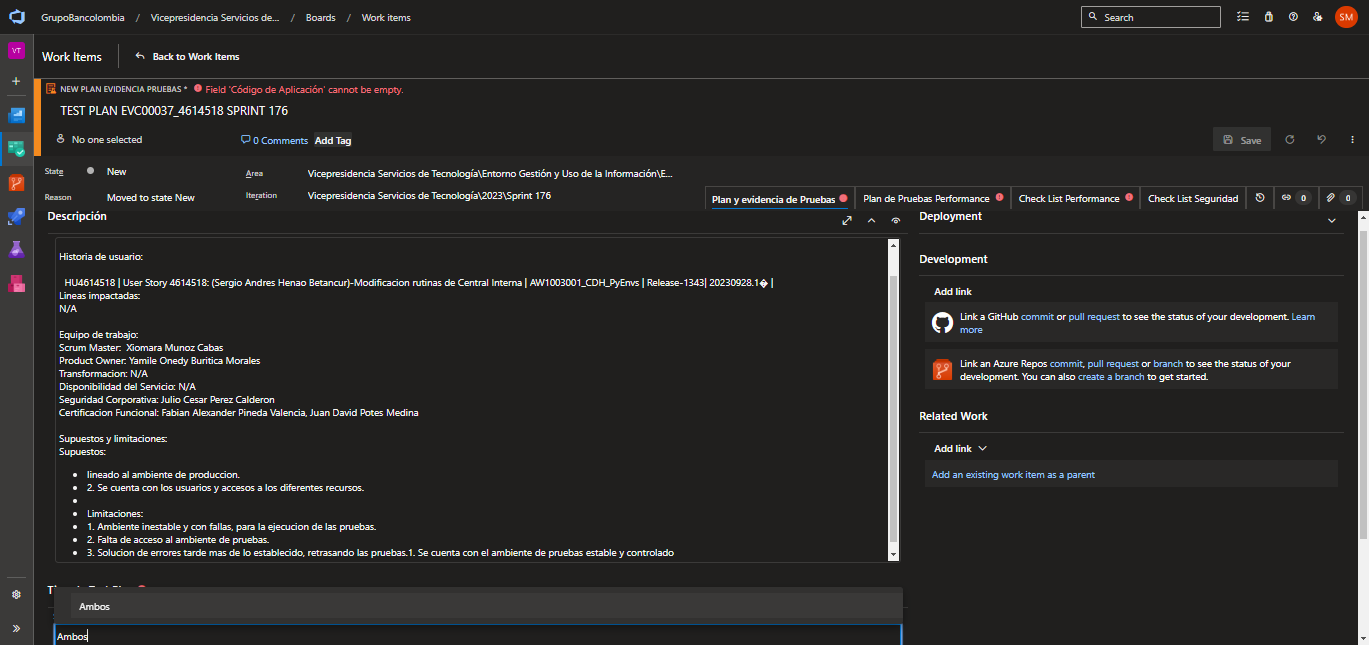 GrupoBancolombia / Vicepresidencia Servicios de... / Boards / Work items
Search
SM
VT
Work Items
Back to Work Items
NEW PLAN EVIDENCIA PRUEBAS *
Field 'Código de Aplicación' cannot be empty.
TEST PLAN EVC00037_4614518 SPRINT 176
No one selected
0 Comments
Add Tag
Save
State
New
Area
Vicepresidencia Servicios de Tecnología\Entorno Gestión y Uso de la Información\E...
Reason
Moved to state New
Iteration
Vicepresidencia Servicios de Tecnología\2023\Sprint 176
Plan y evidencia de Pruebas
Plan de Pruebas Performance
Check List Performance
Check List Seguridad
0
0
Descripción
Historia de usuario:
HU4614518 | User Story 4614518: (Sergio Andres Henao Betancur)-Modificacion rutinas de Central Interna | AW1003001_CDH_PyEnvs | Release-1343| 20230928.1� |
Lineas impactadas:
N/A
Equipo de trabajo:
Scrum Master: Xiomara Munoz Cabas
Product Owner: Yamile Onedy Buritica Morales
Transformacion: N/A
Disponibilidad del Servicio: N/A
Seguridad Corporativa: Julio Cesar Perez Calderon
Certificacion Funcional: Fabian Alexander Pineda Valencia, Juan David Potes Medina
Supuestos y limitaciones:
Supuestos:
• lineado al ambiente de produccion.
• 2. Se cuenta con los usuarios y accesos a los diferentes recursos.
•
• Limitaciones:
• 1. Ambiente inestable y con fallas, para la ejecucion de las pruebas.
• 2. Falta de acceso al ambiente de pruebas.
• 3. Solucion de errores tarde mas de lo establecido, retrasando las pruebas.1. Se cuenta con el ambiente de pruebas estable y controlado
Ambos
Ambos
Deployment
Development
Add link
Link a GitHub commit or pull request to see the status of your development. Learn
more
Link an Azure Repos commit, pull request or branch to see the status of your
development. You can also create a branch to get started.
Related Work
Add link
Add an existing work item as a parent